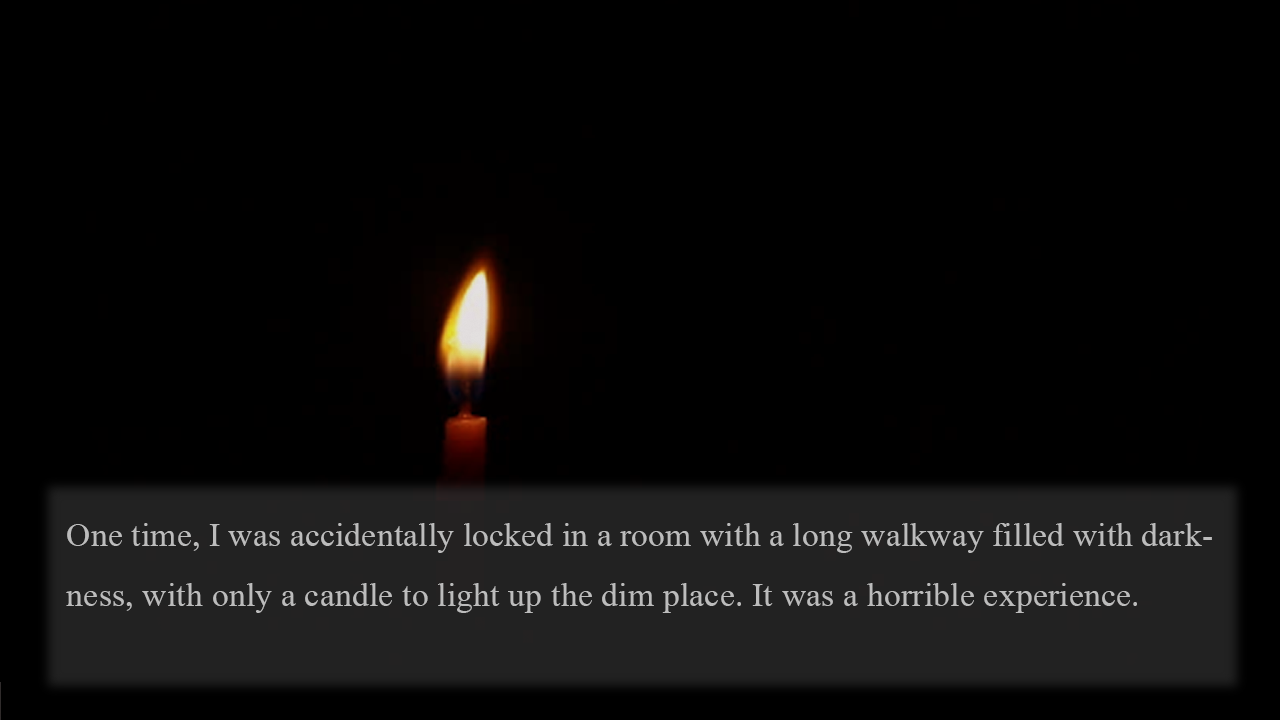 One time, I was accidentally locked in a room with a long walkway filled with dark-
ness, with only a candle to light up the dim place. It was a horrible experience.